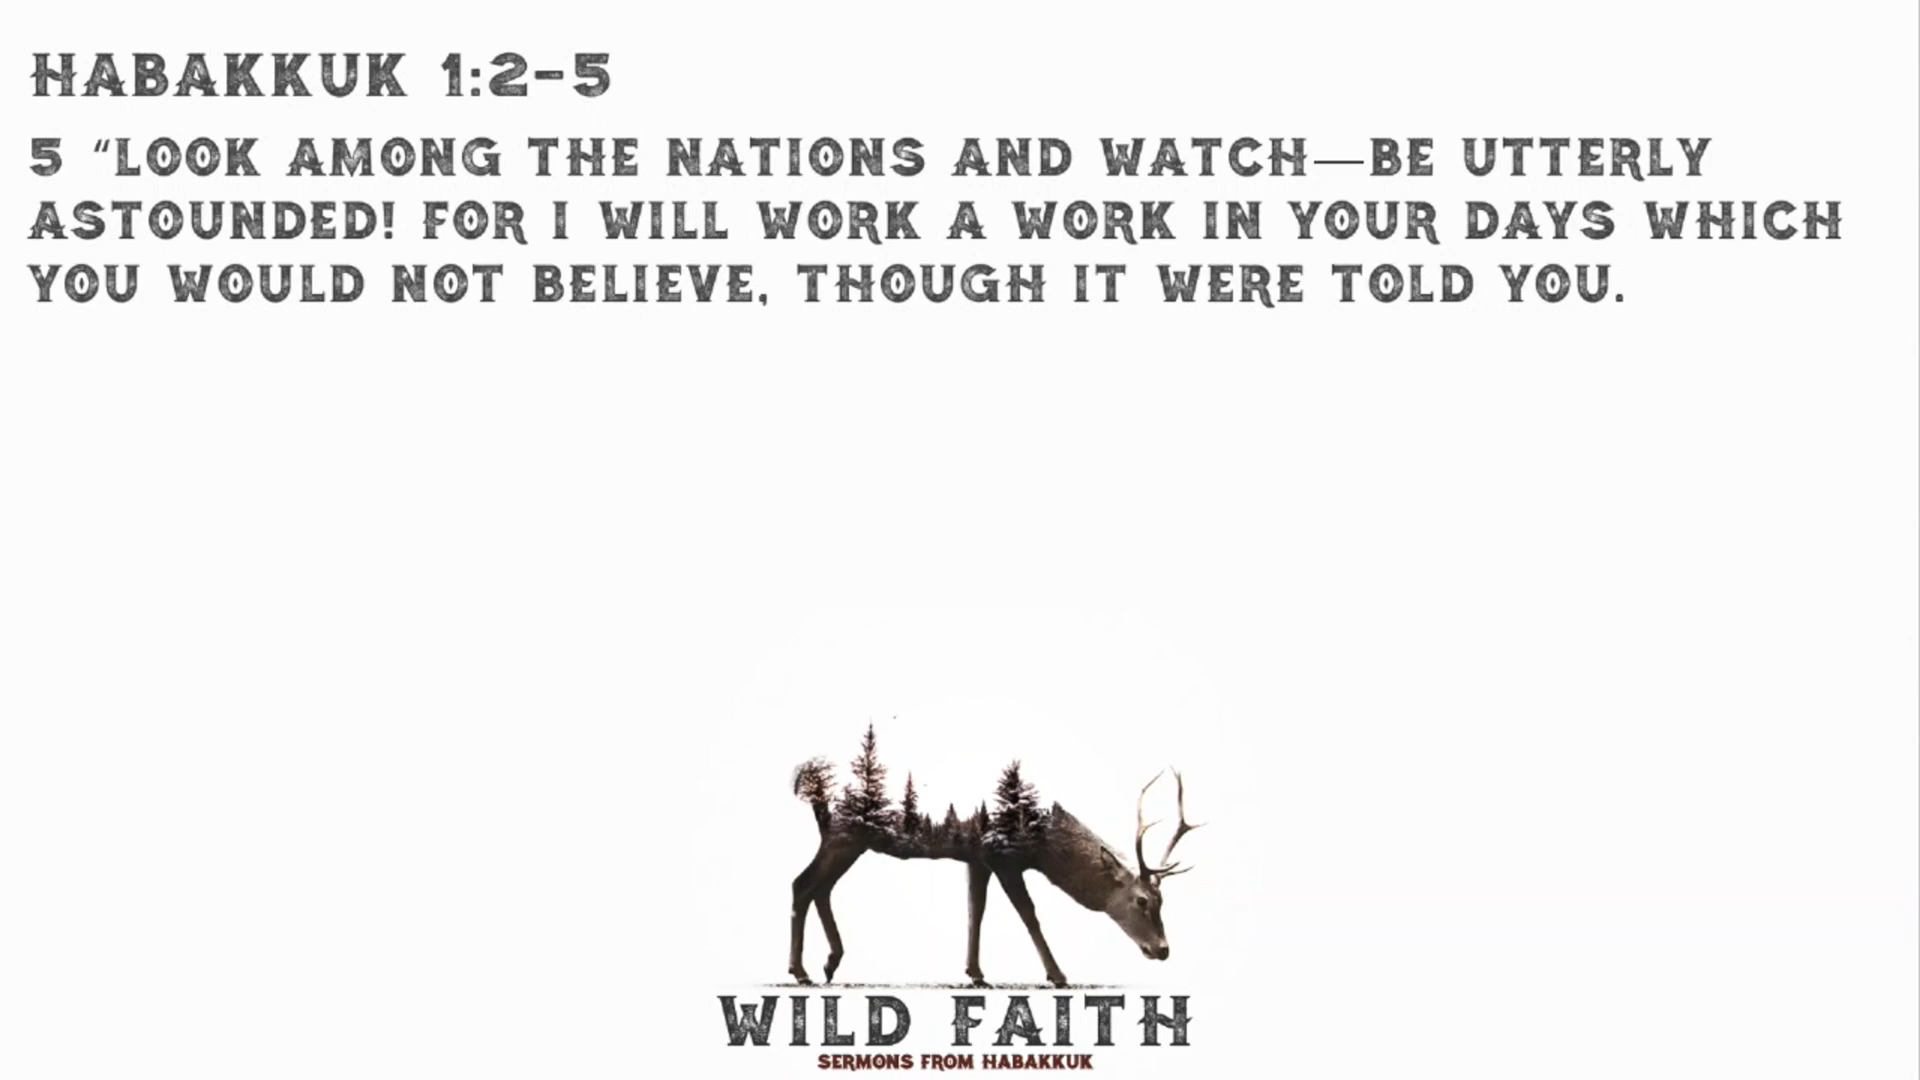 HABAKKUK 1:2-5
5 “LOOK AMONG THE NATIONS AND WATCH—BE UTTERLY
ASTOUNDED! FOR I WILL WORK A WORK IN YOUR DAYS WHICH
YOU WOULD NOT BELIEVE, THOUGH IT WERE TOLD YOU.
WILD FAITH
SERMONS FROM HABAKKUK